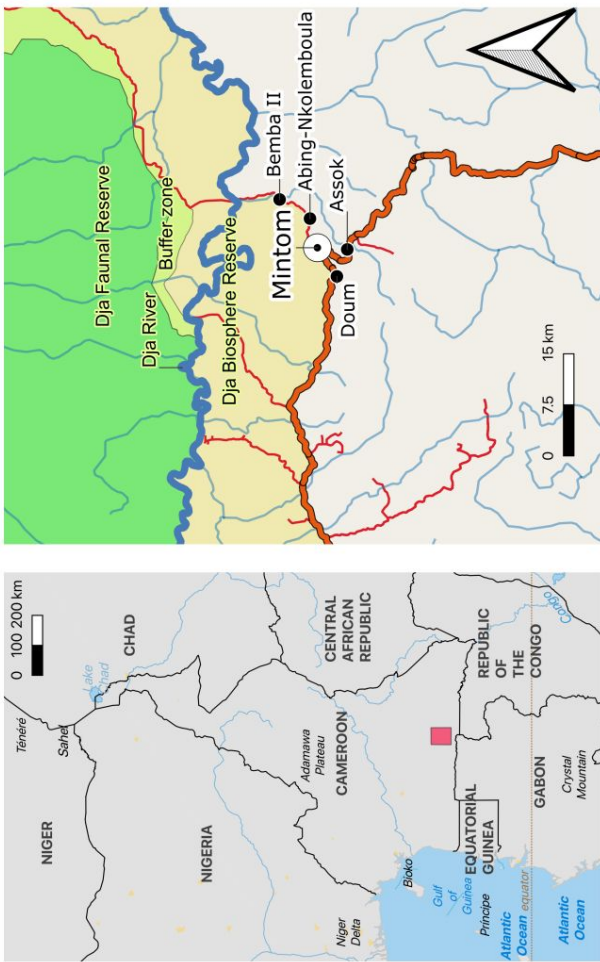 0 100 200 km
Ténéré
NIGER
Sahel
Lake
Chad
CHAD
NIGERIA
Adamawa
Plateau
CENTRAL
AFRICAN
REPUBLIC
CAMEROON
Niger
Delta
Bioko
Gulf
of
Guinea
EQUATORIAL
GUINEA
Principe
REPUBLIC
OF
THE
CONGO
Congo
Atlantic
Ocean
equator
GABON
Crystal
Mountain
Atlantic
Ocean
Dja Faunal Reserve
Dja River
Buffer-zone
Dja Biosphere Reserve
Bemba II
Mintom
Abing-Nkolemboula
Assok
Doum
0 7.5 15 km